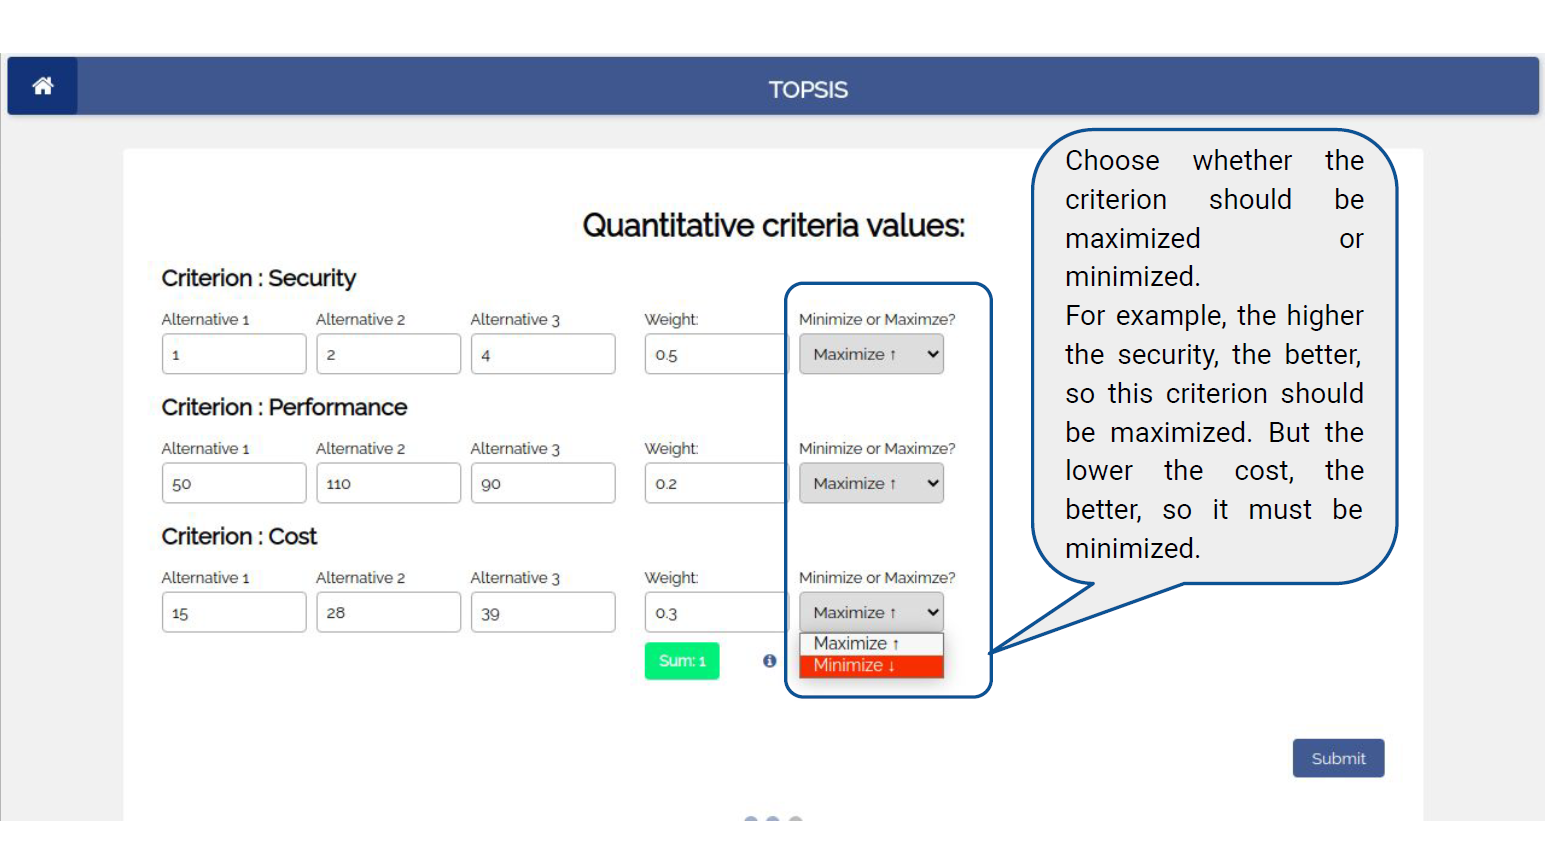 TOPSIS
Quantitative criteria values:
Criterion : Security
Alternative 1 Alternative 2 Alternative 3 Weight: Minimize or Maximze?
1 2 4 0.5 Maximize ↑
Criterion : Performance
Alternative 1 Alternative 2 Alternative 3 Weight: Minimize or Maximze?
50 110 90 0.2 Maximize ↑
Criterion : Cost
Alternative 1 Alternative 2 Alternative 3 Weight: Minimize or Maximze?
15 28 39 0.3 Maximize ↑
Maximize ↑
Sum: 1 Minimize ↓
Submit
Choose whether the
criterion should be
maximized or
minimized.
For example, the higher
the security, the better,
so this criterion should
be maximized. But the
lower the cost, the
better, so it must be
minimized.